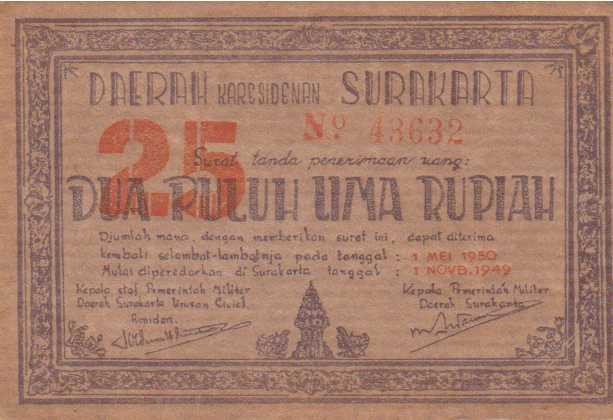 DAERAH KARESIDENAN SURAKARTA
25
Nº 43632
Surat tanda penerimaan uang:
DUA PULUH LIMA RUPIAH
Djumlah mana, dengan memberikan suret ini, dapat diterima
kembali selambat-lambatnja pada tanggal : 1 MEI 1950
Mulai diperedarkan di Surakarta tanggal : 1 NOVB. 1949
Kepala staf Pemerintah Militer
Daerah Surakarta Urusan Civiel.
Residan.
Kepala Pemerintah Militer
Daerah Surakarta